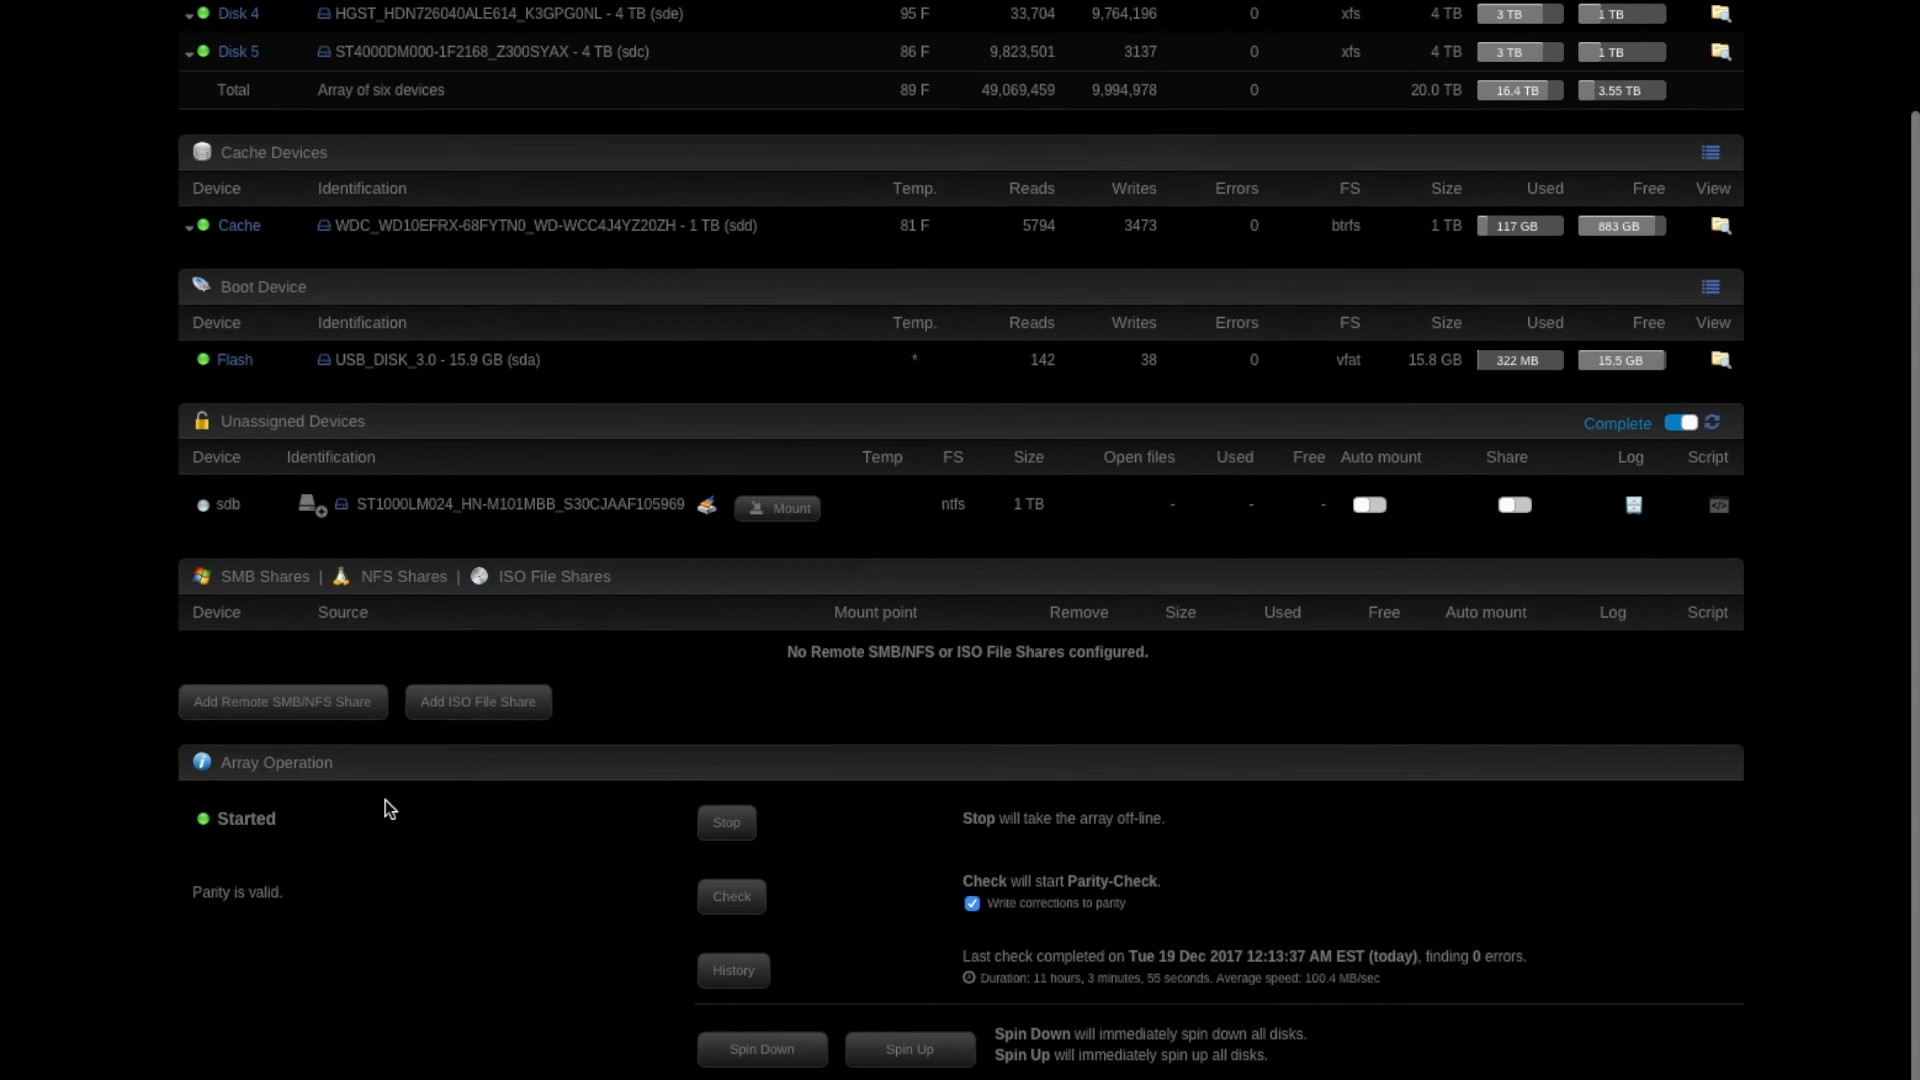 Disk 4 HGST_HDN726040ALE614_K3GPG0NL - 4 TB (sde) 95 F 33,704 9,764,196 0 xfs 4 TB 3 TB 1 TB
Disk 5 ST4000DM000-1F2168_Z300SYAX - 4 TB (sdc) 86 F 9,823,501 3137 0 xfs 4 TB 3 TB 1 TB
Total Array of six devices 89 F 49,069,459 9,994,978 0 20.0 TB 16.4 TB 3.55 TB
Cache Devices
Device Identification Temp. Reads Writes Errors FS Size Used Free View
Cache WDC_WD10EFRX-68FYTN0_WD-WCC4J4YZ20ZH - 1 TB (sdd) 81 F 5794 3473 0 btrfs 1 TB 117 GB 883 GB
Boot Device
Device Identification Temp. Reads Writes Errors FS Size Used Free View
Flash USB_DISK_3.0 - 15.9 GB (sda) * 142 38 0 vfat 15.8 GB 322 MB 15.5 GB
Unassigned Devices Complete
Device Identification Temp FS Size Open files Used Free Auto mount Share Log Script
sdb ST1000LM024_HN-M101MBB_S30CJAAF105969 Mount ntfs 1 TB - - -
SMB Shares | NFS Shares | ISO File Shares
Device Source Mount point Remove Size Used Free Auto mount Log Script
No Remote SMB/NFS or ISO File Shares configured.
Add Remote SMB/NFS Share Add ISO File Share
Array Operation
Started Stop Stop will take the array off-line.
Parity is valid. Check Check will start Parity-Check.
Write corrections to parity
History Last check completed on Tue 19 Dec 2017 12:13:37 AM EST (today), finding 0 errors.
Duration: 11 hours, 3 minutes, 55 seconds. Average speed: 100.4 MB/sec
Spin Down Spin Up Spin Down will immediately spin down all disks.
Spin Up will immediately spin up all disks.